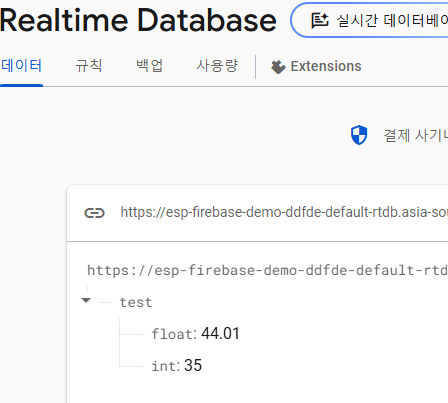 Realtime Database
실시간 데이터베이
데이터 규칙 백업 사용량 Extensions
결제 사기
https://esp-firebase-demo-ddfde-default-rtdb.asia-sou
https://esp-firebase-demo-ddfde-default-rtd
test
float: 44.01
int: 35